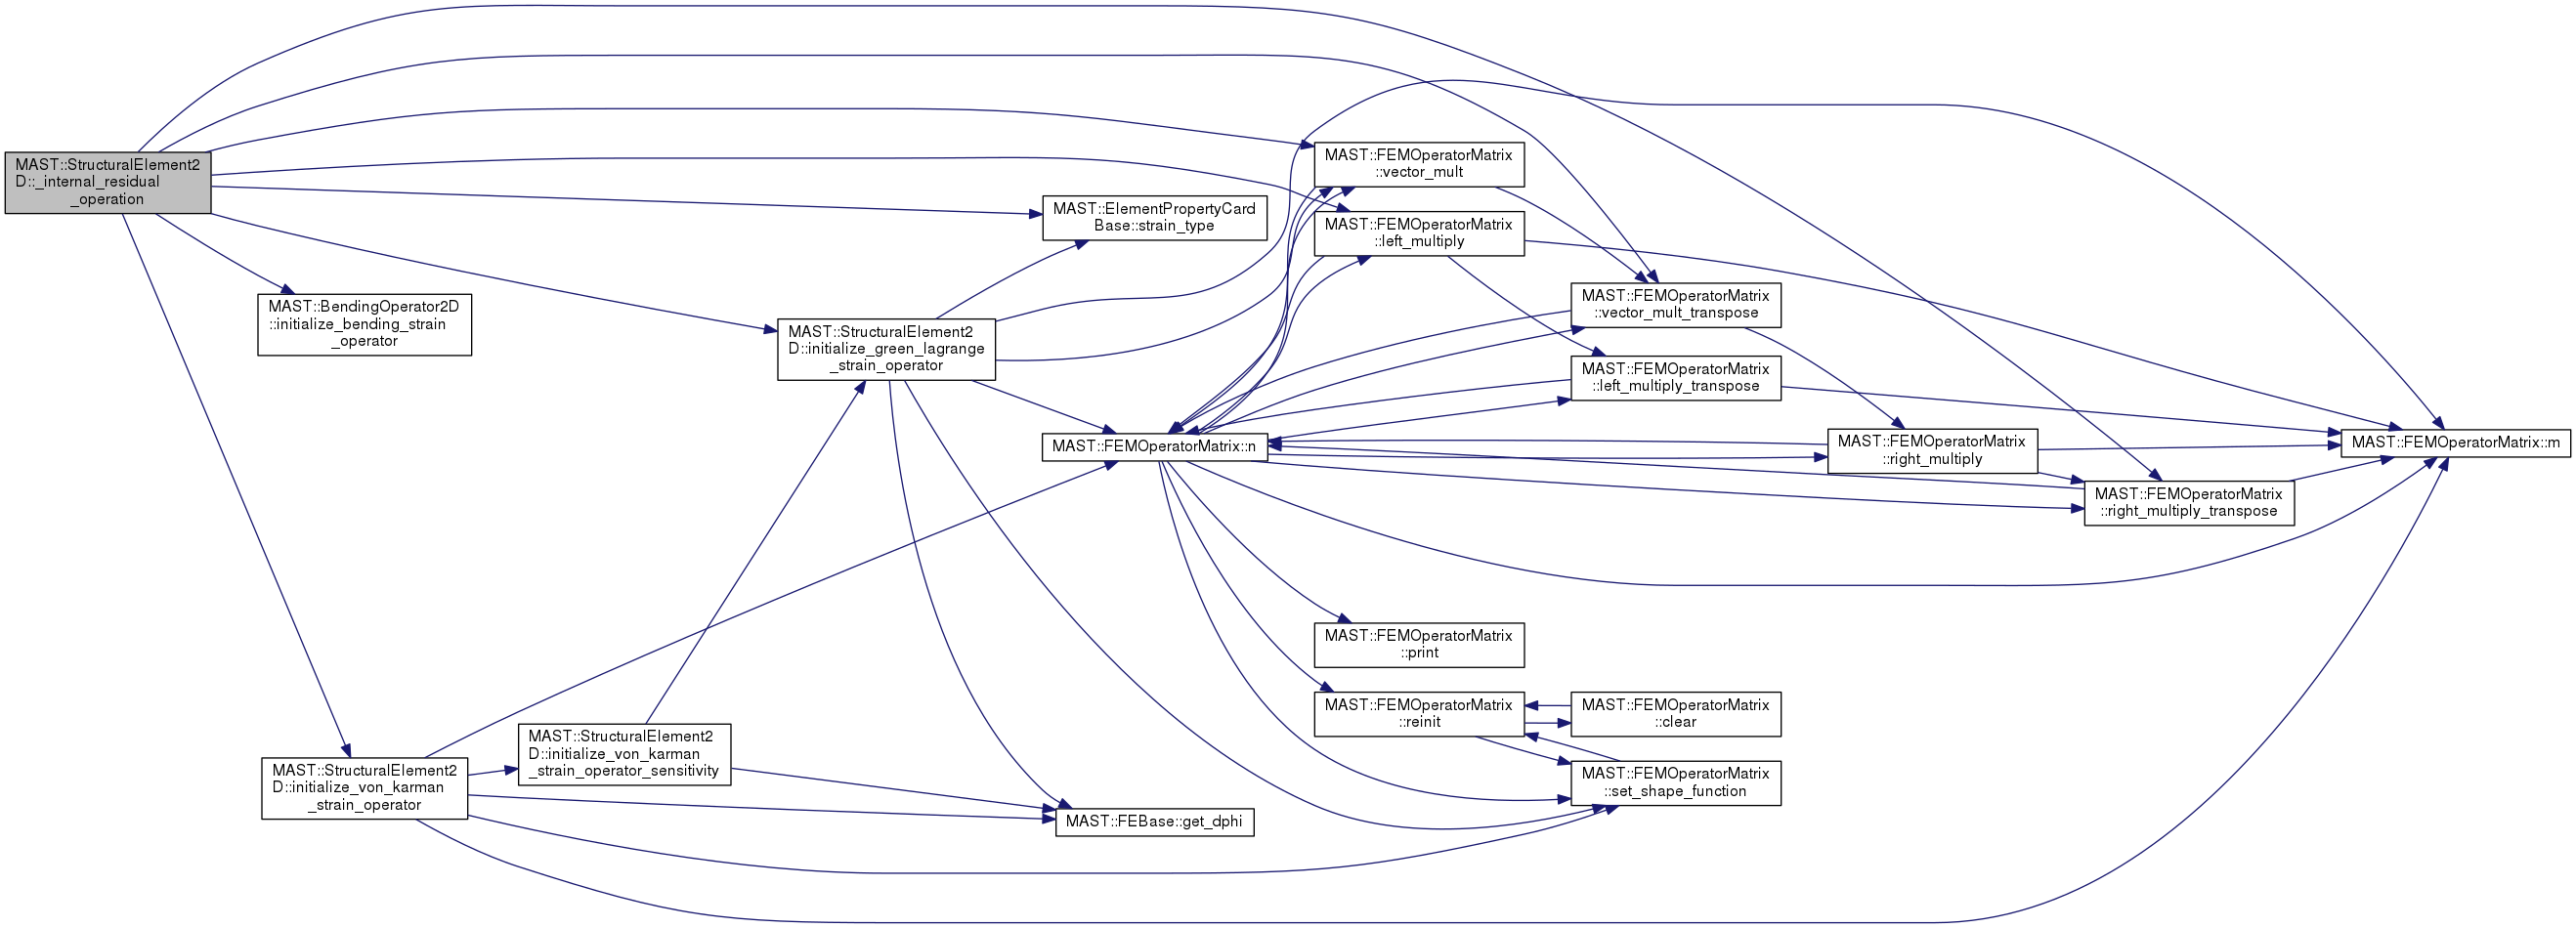 MAST::StructuralElement2
D::_internal_residual
_operation
MAST::BendingOperator2D
::initialize_bending_strain
_operator
MAST::StructuralElement2
D::initialize_von_karman
_strain_operator
MAST::StructuralElement2
D::initialize_von_karman
_strain_operator_sensitivity
MAST::StructuralElement2
D::initialize_green_lagrange
_strain_operator
MAST::ElementPropertyCard
Base::strain_type
MAST::FEMOperatorMatrix::n
MAST::FEBase::get_dphi
MAST::FEMOperatorMatrix
::vector_mult
MAST::FEMOperatorMatrix
::left_multiply
MAST::FEMOperatorMatrix
::print
MAST::FEMOperatorMatrix
::reinit
MAST::FEMOperatorMatrix
::vector_mult_transpose
MAST::FEMOperatorMatrix
::left_multiply_transpose
MAST::FEMOperatorMatrix
::clear
MAST::FEMOperatorMatrix
::set_shape_function
MAST::FEMOperatorMatrix
::right_multiply
MAST::FEMOperatorMatrix
::right_multiply_transpose
MAST::FEMOperatorMatrix::m